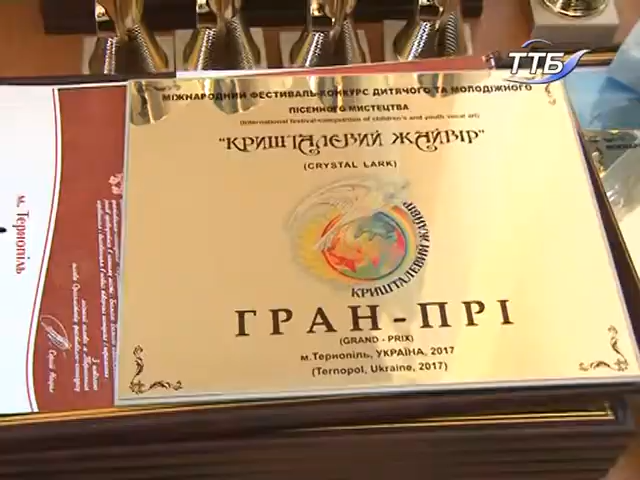 ТТБ
МІЖНАРОДНИЙ ФЕСТИВАЛЬ-КОНКУРС ДИТЯЧОГО ТА МОЛОДІЖНОГО
ПІСЕННОГО МИСТЕЦТВА
(International festival-competition of children's and youth vocal art)
"КРИШТАЛЕВИЙ ЖАЙВІР"
(CRYSTAL LARK)
КРИШТАЛЕВИЙ ЖАЙВІР
ГРАН-ПРІ
(GRAND - PRIX)
м.Тернопіль, УКРАЇНА, 2017
(Ternopol, Ukraine, 2017)
м. Тернопіль